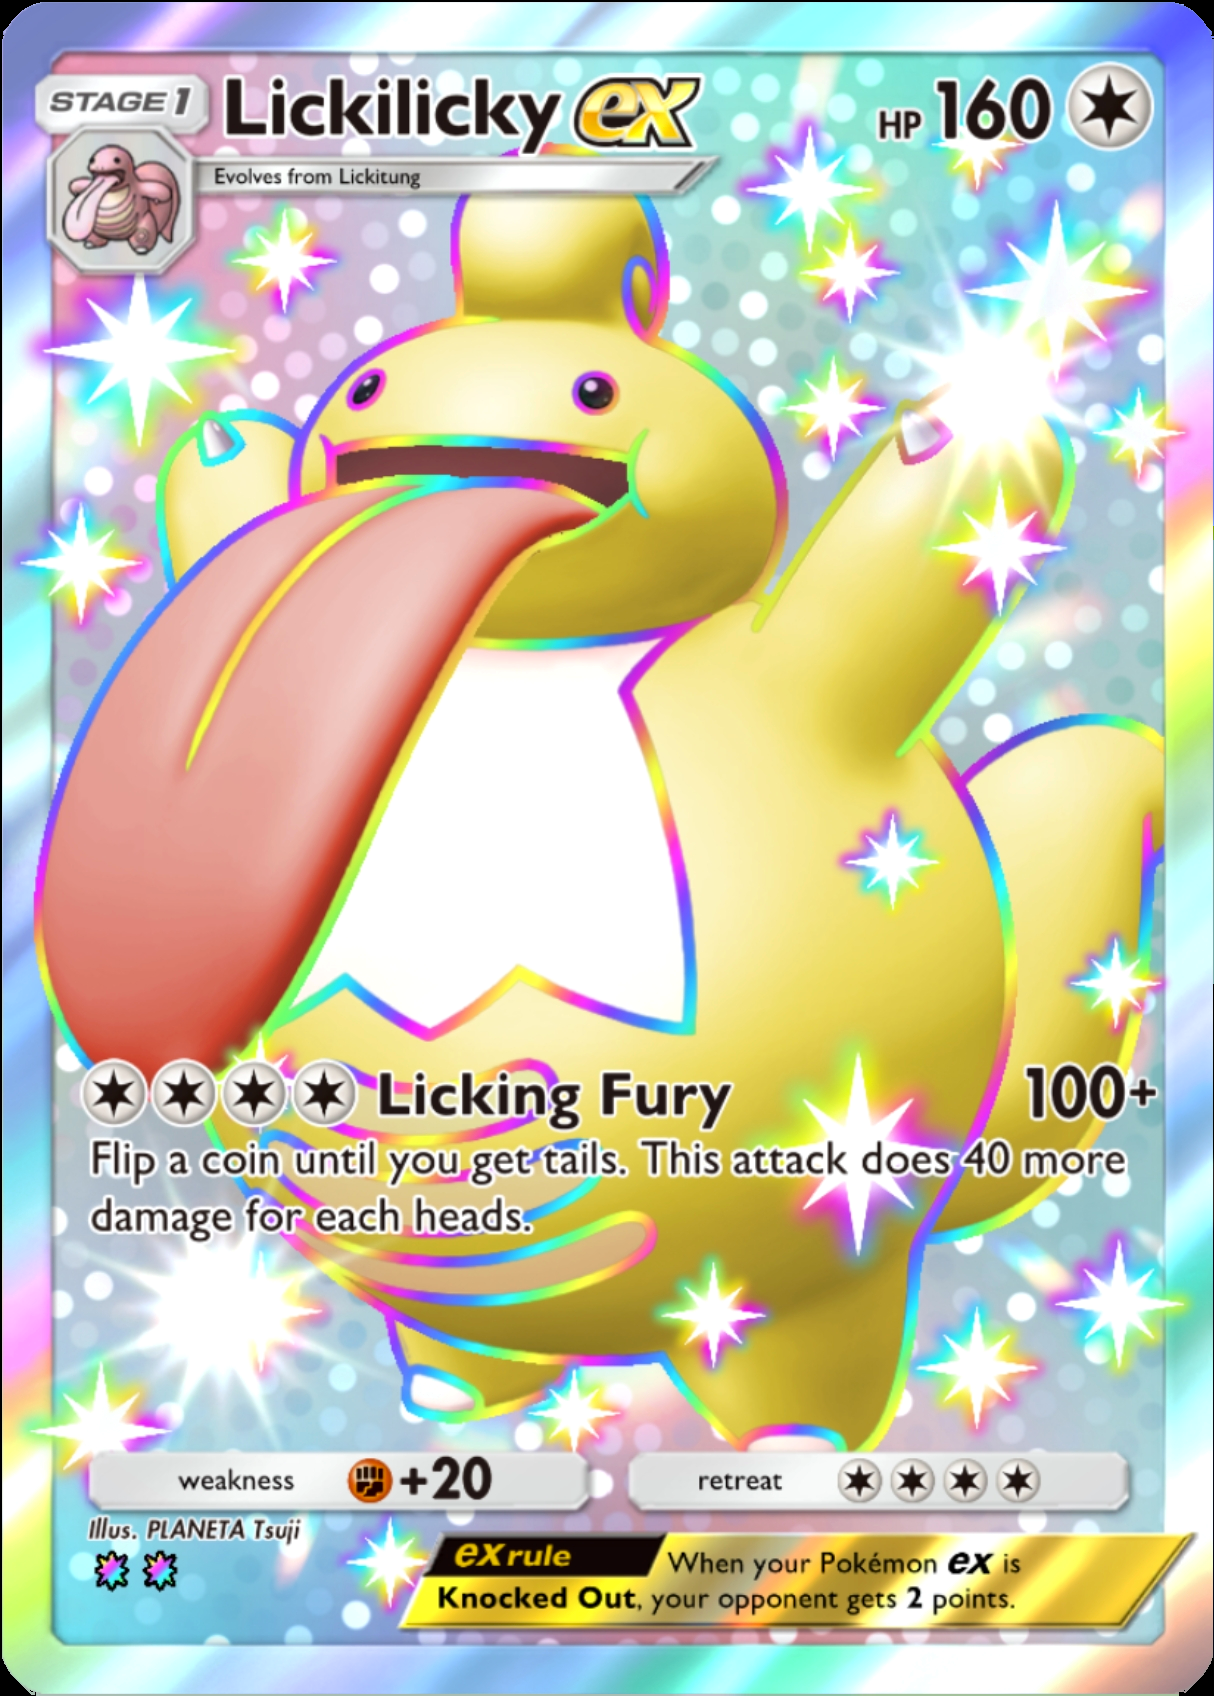 STAGE 1
Lickilicky ex
HP 160
Evolves from Lickitung
Licking Fury 100+
Flip a coin until you get tails. This attack does 40 more
damage for each heads.
weakness +20
retreat
Illus. PLANETA Tsuji
ex rule When your Pokémon ex is
Knocked Out, your opponent gets 2 points.